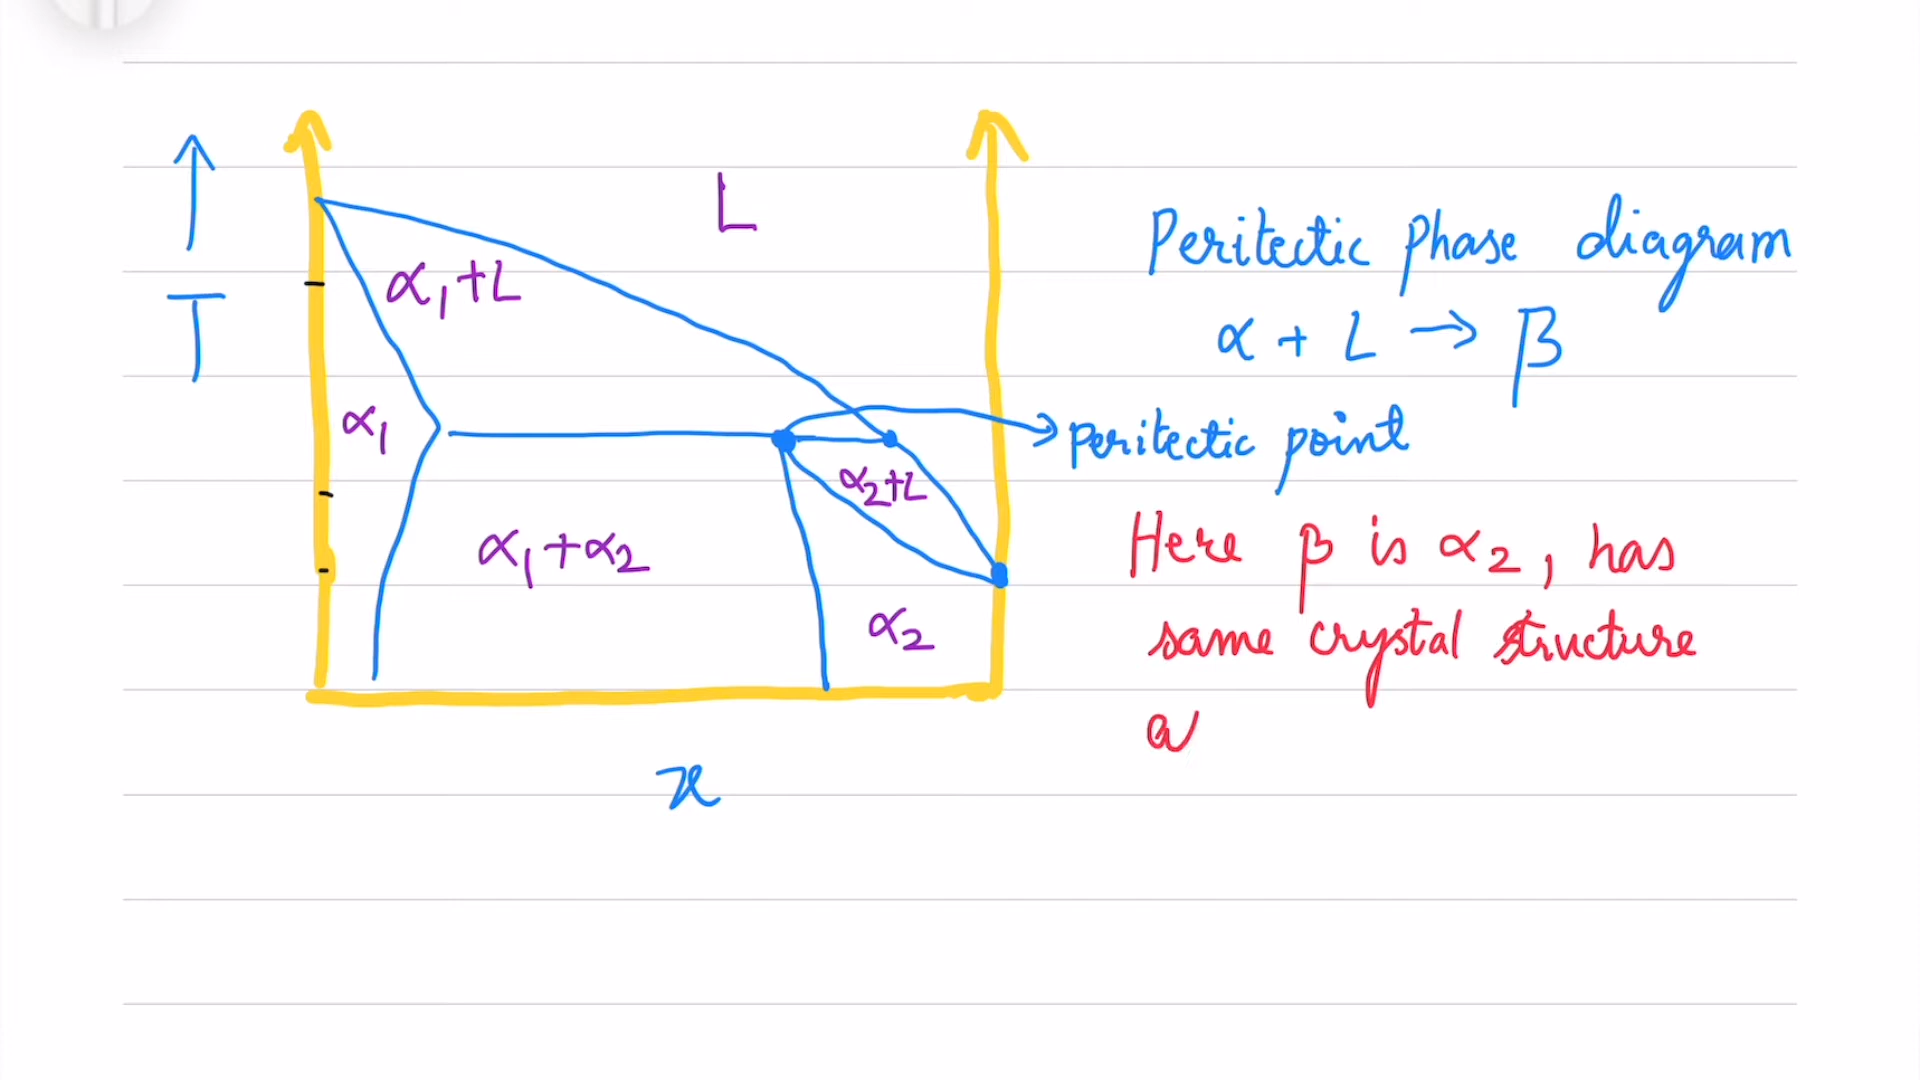 L
α₁+L
T
α₁
α₂+L
α₁+α₂
α₂
x
Peritectic phase diagram
α + L → β
peritectic point
Here β is α₂, has
same crystal structure
a